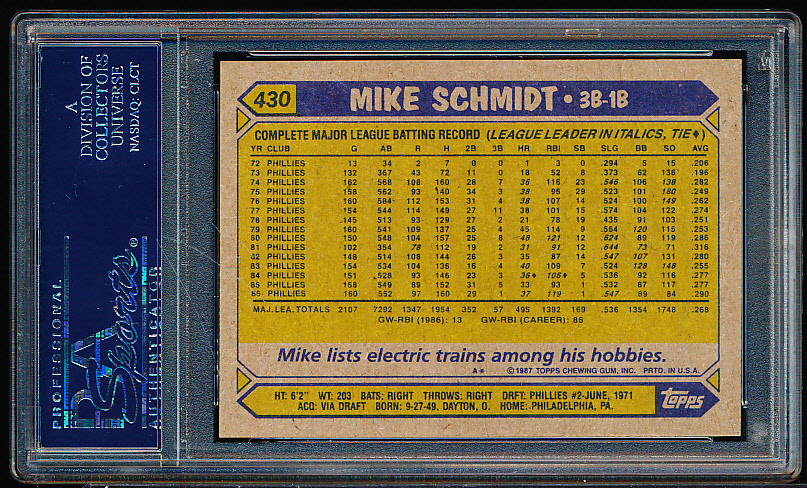 A
DIVISION OF
COLLECTORS
UNIVERSE
NASDAQ: CLCT
PROFESSIONAL
PSA
Sports ®
AUTHENTICATOR
430 MIKE SCHMIDT • 3B-1B
COMPLETE MAJOR LEAGUE BATTING RECORD (LEAGUE LEADER IN ITALICS, TIE♦)
YR CLUB G AB R H 2B 3B HR RBI SB SLG BB SO AVG
72 PHILLIES 13 34 2 7 0 0 1 3 0 .294 5 15 .206
73 PHILLIES 132 367 43 72 11 0 18 52 8 .373 62 136 .196
74 PHILLIES 162 568 108 160 28 7 36 116 23 .546 106 138 .282
75 PHILLIES 158 562 93 140 34 3 38 95 29 .523 101 180 .249
76 PHILLIES 160 584 112 153 31 4 38 107 14 .524 100 149 .262
77 PHILLIES 154 544 114 149 27 11 38 101 15 .574 104 122 .274
78 PHILLIES 145 513 93 129 27 2 21 78 19 .435 91 103 .251
79 PHILLIES 160 541 109 137 25 4 45 114 9 .564 120 115 .253
80 PHILLIES 150 548 104 157 25 8 48 121 12 .624 89 119 .286
81 PHILLIES 102 354 78 112 19 2 31 91 12 .644 73 71 .316
82 PHILLIES 148 514 108 144 26 3 35 87 14 .547 107 131 .280
83 PHILLIES 154 534 104 136 16 4 40 109 7 .524 128 148 .255
84 PHILLIES 151 528 93 146 23 3 36♦ 106♦ 5 .536 92 116 .277
85 PHILLIES 158 549 89 152 31 5 33 93 1 .532 87 117 .277
86 PHILLIES 160 552 97 160 29 1 37 119 1 .547 89 84 .290
MAJ. LEA. TOTALS 2107 7292 1347 1954 352 57 495 1392 169 .536 1354 1748 .268
GW-RBI (1986): 13 GW-RBI (CAREER): 86
Mike lists electric trains among his hobbies.
A* ©1987 TOPPS CHEWING GUM, INC. PRTD. IN U.S.A.
HT: 6'2" WT: 203 BATS: RIGHT THROWS: RIGHT DRFT: PHILLIES #2-JUNE, 1971
ACQ: VIA DRAFT BORN: 9-27-49, DAYTON, O. HOME: PHILADELPHIA, PA.
topps